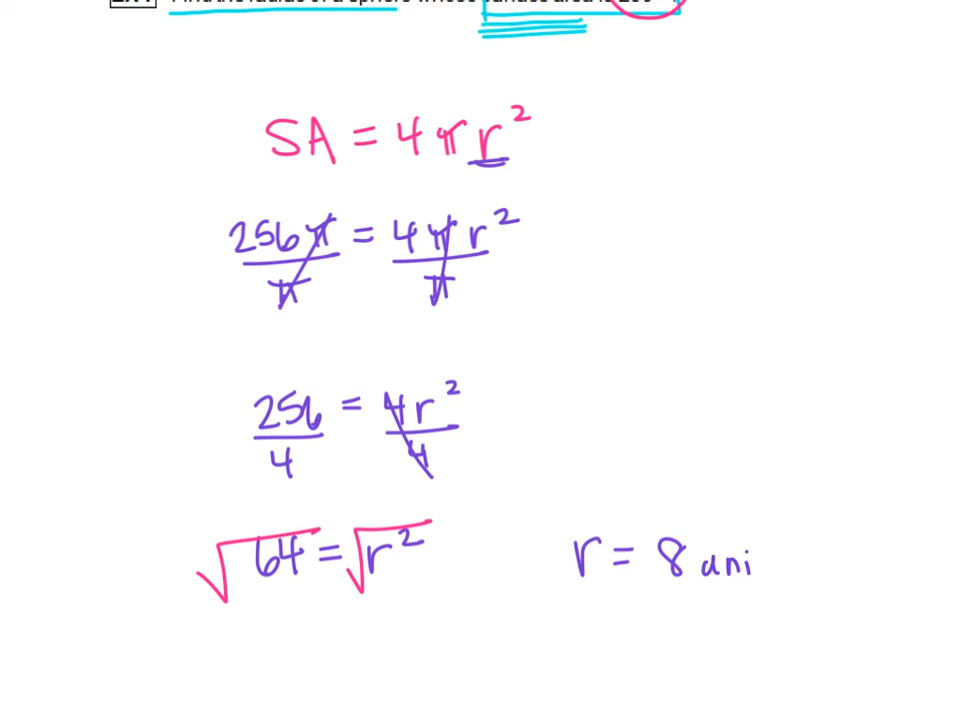 SA = 4πr²
256π = 4πr²
π π
256 = 4r²
4 4
√64 = √r² r = 8 uni